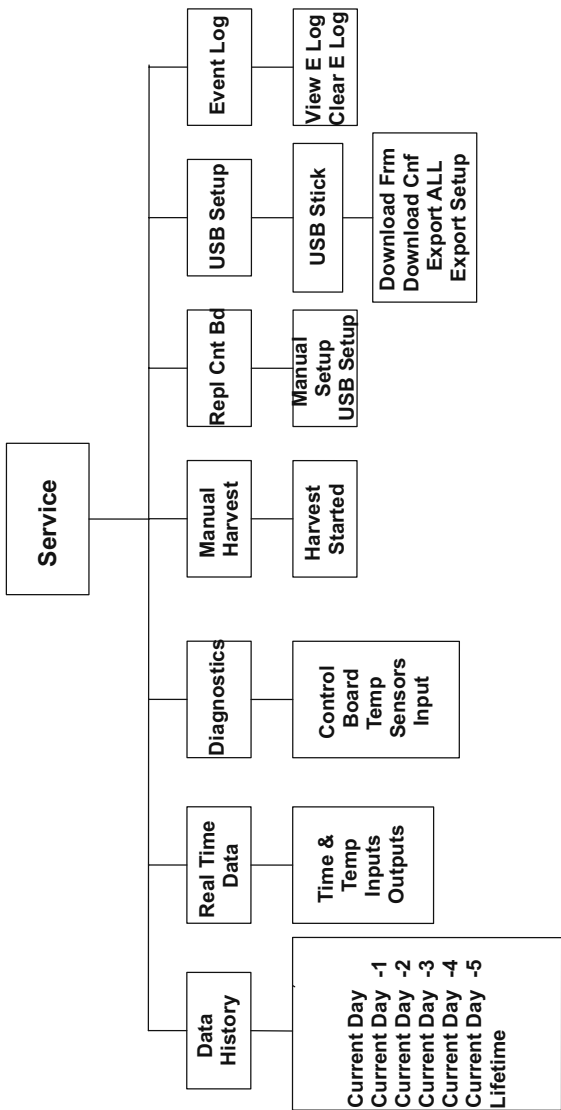 Service
Data
History
Real Time
Data
Diagnostics
Manual
Harvest
Repl Cnt Bd
USB Setup
Event Log
Current Day
Current Day -1
Current Day -2
Current Day -3
Current Day -4
Current Day -5
Lifetime
Time &
Temp
Inputs
Outputs
Control
Board
Temp
Sensors
Input
Harvest
Started
Manual
Setup
USB Setup
USB Stick
View E Log
Clear E Log
Download Frm
Download Cnf
Export ALL
Export Setup